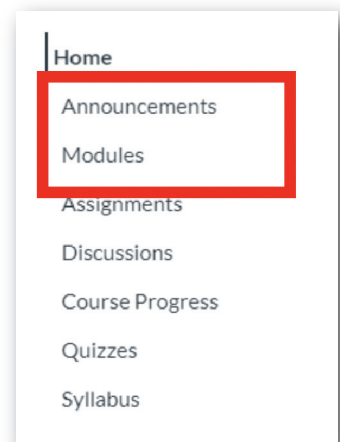 Home
Announcements
Modules
Assignments
Discussions
Course Progress
Quizzes
Syllabus